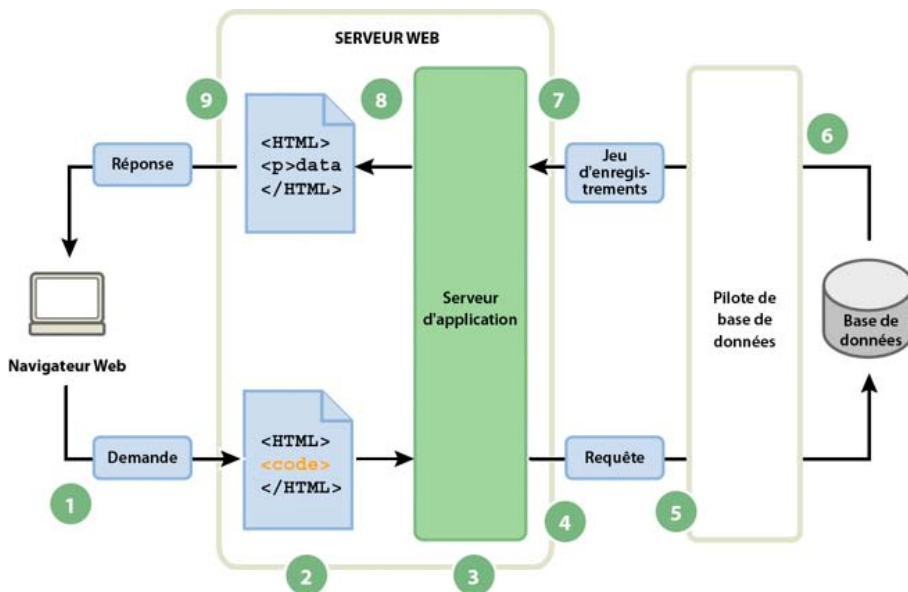 SERVEUR WEB
9
8
7
6
<HTML>
<p>data
</HTML>
Réponse
Jeu
d'enregis-
trements
Serveur
d'application
Pilote de
base de
données
Base de
données
Navigateur Web
Demande
<HTML>
<code>
</HTML>
Requête
1
2
3
4
5